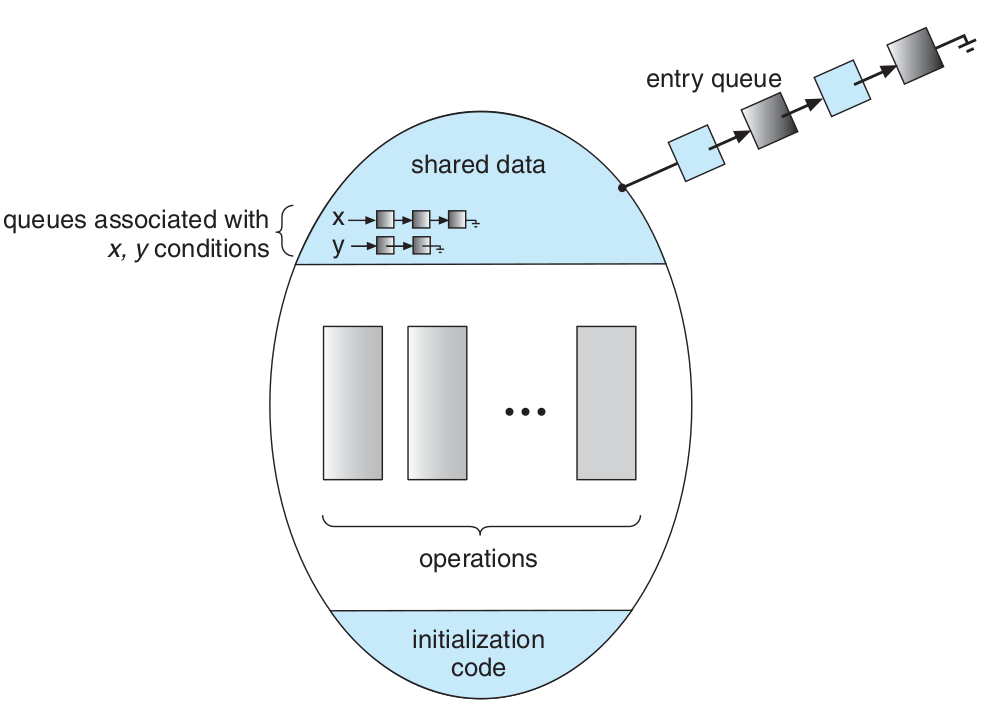 entry queue
shared data
queues associated with
x, y conditions
x
y
operations
initialization
code